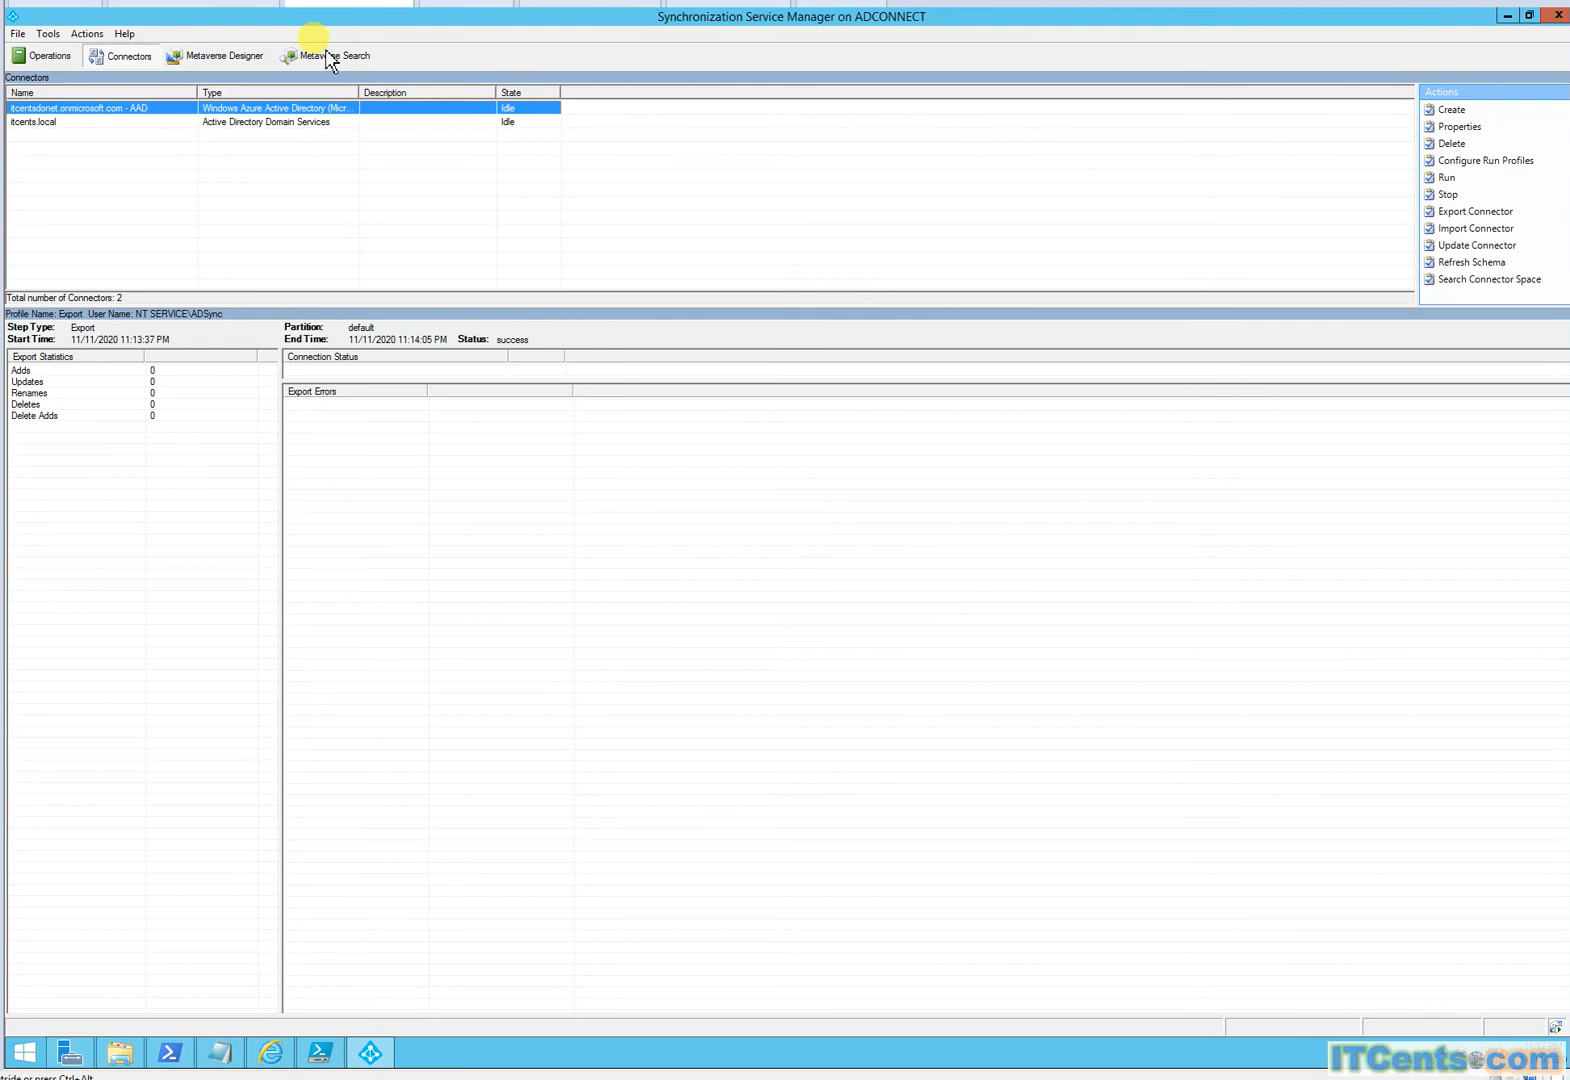 Synchronization Service Manager on ADCONNECT
File Tools Actions Help
Operations Connectors Metaverse Designer Metaverse Search
Connectors
Name Type Description State
itcentsdonet.onmicrosoft.com - AAD Windows Azure Active Directory (Micr... Idle
itcents.local Active Directory Domain Services Idle
Actions
Create
Properties
Delete
Configure Run Profiles
Run
Stop
Export Connector
Import Connector
Update Connector
Refresh Schema
Search Connector Space
Total number of Connectors: 2
Profile Name: Export User Name: NT SERVICE\ADSync
Step Type: Export Partition: default
Start Time: 11/11/2020 11:13:37 PM End Time: 11/11/2020 11:14:05 PM Status: success
Export Statistics
Adds 0
Updates 0
Renames 0
Deletes 0
Delete Adds 0
Connection Status
Export Errors
ITCents.com
tride or press Ctrl+Alt.